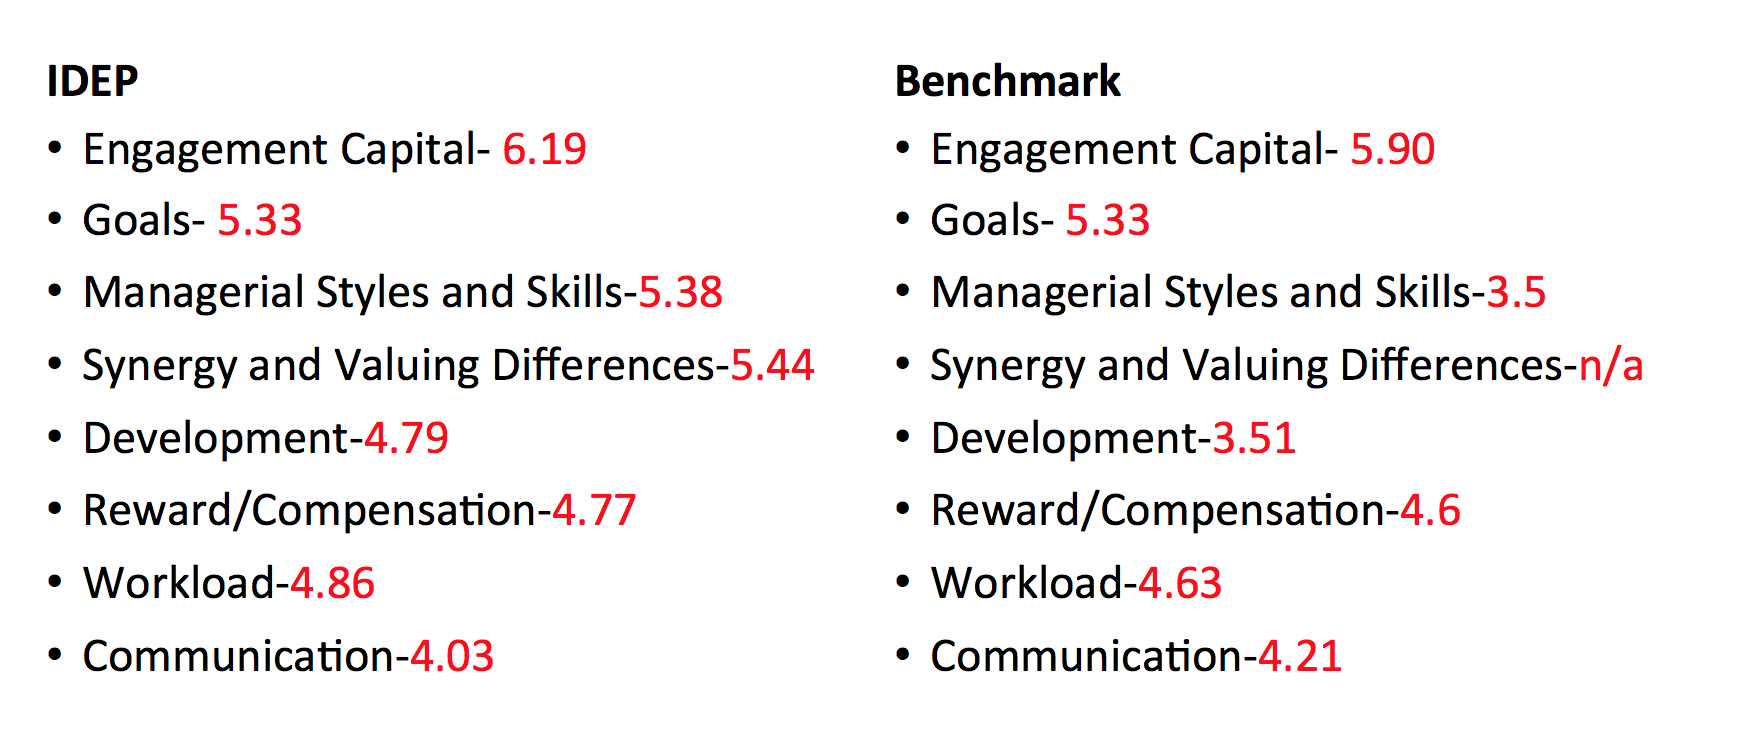 IDEP
• Engagement Capital- 6.19
• Goals- 5.33
• Managerial Styles and Skills-5.38
• Synergy and Valuing Differences-5.44
• Development-4.79
• Reward/Compensation-4.77
• Workload-4.86
• Communication-4.03
Benchmark
• Engagement Capital- 5.90
• Goals- 5.33
• Managerial Styles and Skills-3.5
• Synergy and Valuing Differences-n/a
• Development-3.51
• Reward/Compensation-4.6
• Workload-4.63
• Communication-4.21